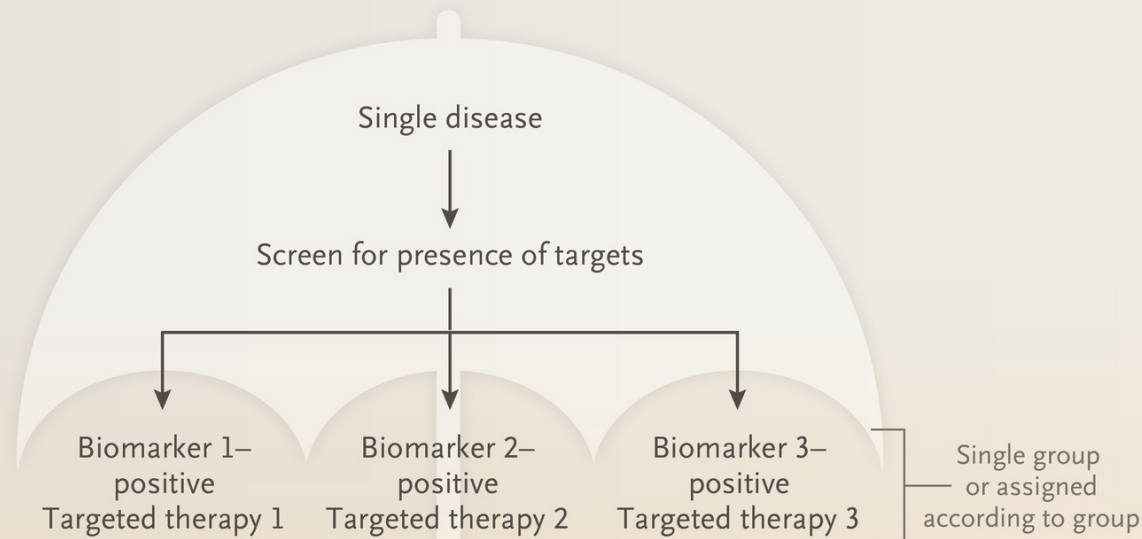 Single disease
Screen for presence of targets
Biomarker 1–
positive
Targeted therapy 1
Biomarker 2–
positive
Targeted therapy 2
Biomarker 3–
positive
Targeted therapy 3
Single group
or assigned
according to group